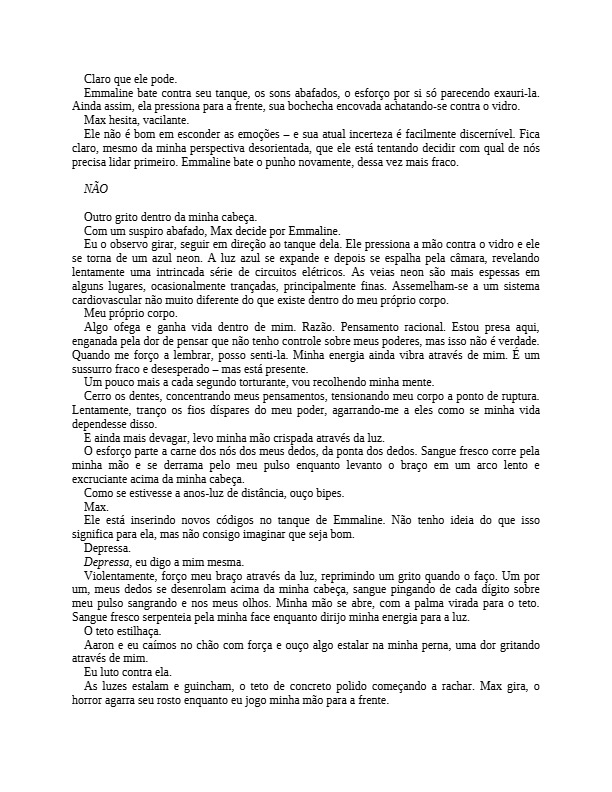 Claro que ele pode.
Emmaline bate contra seu tanque, os sons abafados, o esforço por si só parecendo exauri-la.
Ainda assim, ela pressiona para a frente, sua bochecha encovada achatando-se contra o vidro.
Max hesita, vacilante.
Ele não é bom em esconder as emoções – e sua atual incerteza é facilmente discernível. Fica
claro, mesmo da minha perspectiva desorientada, que ele está tentando decidir com qual de nós
precisa lidar primeiro. Emmaline bate o punho novamente, dessa vez mais fraco.
NÃO
Outro grito dentro da minha cabeça.
Com um suspiro abafado, Max decide por Emmaline.
Eu o observo girar, seguir em direção ao tanque dela. Ele pressiona a mão contra o vidro e ele
se torna de um azul neon. A luz azul se expande e depois se espalha pela câmara, revelando
lentamente uma intrincada série de circuitos elétricos. As veias neon são mais espessas em
alguns lugares, ocasionalmente trançadas, principalmente finas. Assemelham-se a um sistema
cardiovascular não muito diferente do que existe dentro do meu próprio corpo.
Meu próprio corpo.
Algo ofega e ganha vida dentro de mim. Razão. Pensamento racional. Estou presa aqui,
enganada pela dor de pensar que não tenho controle sobre meus poderes, mas isso não é verdade.
Quando me forço a lembrar, posso senti-la. Minha energia ainda vibra através de mim. É um
sussurro fraco e desesperado – mas está presente.
Um pouco mais a cada segundo torturante, vou recolhendo minha mente.
Cerro os dentes, concentrando meus pensamentos, tensionando meu corpo a ponto de ruptura.
Lentamente, tranço os fios díspares do meu poder, agarrando-me a eles como se minha vida
dependesse disso.
E ainda mais devagar, levo minha mão crispada através da luz.
O esforço parte a carne dos nós dos meus dedos, da ponta dos dedos. Sangue fresco corre pela
minha mão e se derrama pelo meu pulso enquanto levanto o braço em um arco lento e
excruciante acima da minha cabeça.
Como se estivesse a anos-luz de distância, ouço bipes.
Max.
Ele está inserindo novos códigos no tanque de Emmaline. Não tenho ideia do que isso
significa para ela, mas não consigo imaginar que seja bom.
Depressa.
Depressa, eu digo a mim mesma.
Violentamente, forço meu braço através da luz, reprimindo um grito quando o faço. Um por
um, meus dedos se desenrolam acima da minha cabeça, sangue pingando de cada dígito sobre
meu pulso sangrando e nos meus olhos. Minha mão se abre, com a palma virada para o teto.
Sangue fresco serpenteia pela minha face enquanto dirijo minha energia para a luz.
O teto estilhaça.
Aaron e eu caímos no chão com força e ouço algo estalar na minha perna, uma dor gritando
através de mim.
Eu luto contra ela.
As luzes estalam e guincham, o teto de concreto polido começando a rachar. Max gira, o
horror agarra seu rosto enquanto eu jogo minha mão para a frente.